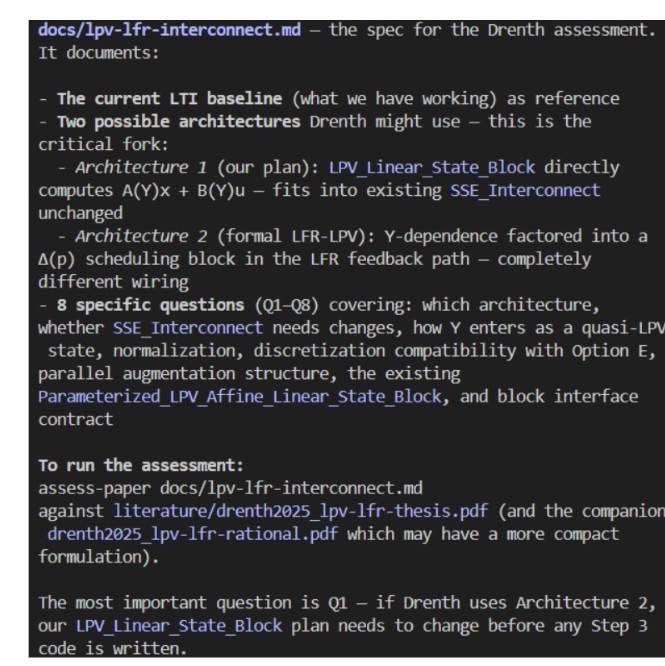 docs/lpv-lfr-interconnect.md — the spec for the Drenth assessment.
It documents:
- The current LTI baseline (what we have working) as reference
- Two possible architectures Drenth might use — this is the
critical fork:
- Architecture 1 (our plan): LPV_Linear_State_Block directly
computes A(Y)x + B(Y)u — fits into existing SSE_Interconnect
unchanged
- Architecture 2 (formal LFR-LPV): Y-dependence factored into a
Δ(p) scheduling block in the LFR feedback path — completely
different wiring
- 8 specific questions (Q1–Q8) covering: which architecture,
whether SSE_Interconnect needs changes, how Y enters as a quasi-LPV
state, normalization, discretization compatibility with Option E,
parallel augmentation structure, the existing
Parameterized_LPV_Affine_Linear_State_Block, and block interface
contract
To run the assessment:
assess-paper docs/lpv-lfr-interconnect.md
against literature/drenth2025_lpv-lfr-thesis.pdf (and the companion
drenth2025_lpv-lfr-rational.pdf which may have a more compact
formulation).
The most important question is Q1 — if Drenth uses Architecture 2,
our LPV_Linear_State_Block plan needs to change before any Step 3
code is written.